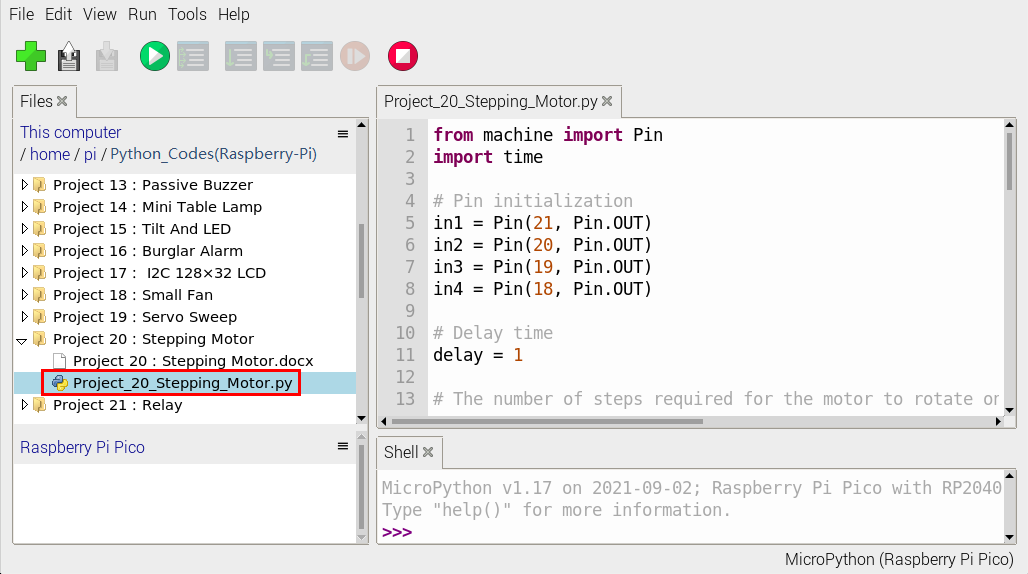 File Edit View Run Tools Help
Files
This computer
/ home / pi / Python_Codes(Raspberry-Pi)
Project 13 : Passive Buzzer
Project 14 : Mini Table Lamp
Project 15 : Tilt And LED
Project 16 : Burglar Alarm
Project 17 :  I2C 128×32 LCD
Project 18 : Small Fan
Project 19 : Servo Sweep
Project 20 : Stepping Motor
Project 20 : Stepping Motor.docx
Project_20_Stepping_Motor.py
Project 21 : Relay
Raspberry Pi Pico
Project_20_Stepping_Motor.py
1 from machine import Pin
2 import time
3
4 # Pin initialization
5 in1 = Pin(21, Pin.OUT)
6 in2 = Pin(20, Pin.OUT)
7 in3 = Pin(19, Pin.OUT)
8 in4 = Pin(18, Pin.OUT)
9
10 # Delay time
11 delay = 1
12
13 # The number of steps required for the motor to rotate on
Shell
MicroPython v1.17 on 2021-09-02; Raspberry Pi Pico with RP2040
Type "help()" for more information.
>>>
MicroPython (Raspberry Pi Pico)